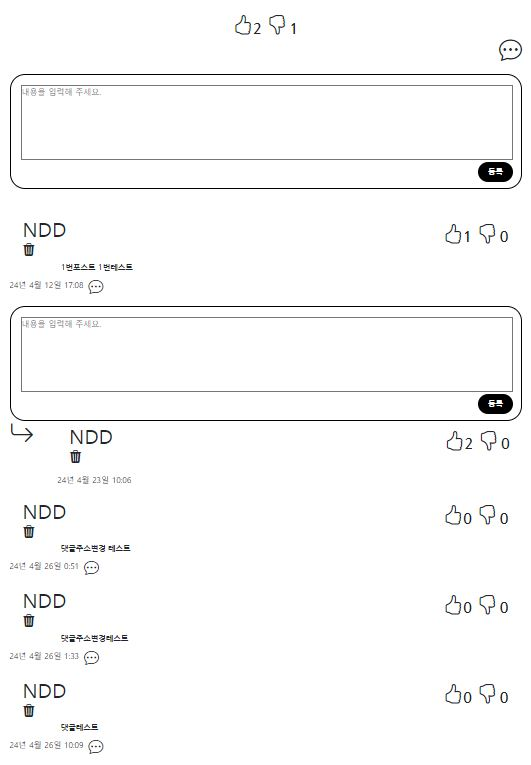 2 1
내용을 입력해 주세요.
등록
NDD
1 0
1번포스트 1번테스트
24년 4월 12일 17:08
내용을 입력해 주세요.
등록
NDD
2 0
24년 4월 23일 10:06
NDD
0 0
댓글주소변경 테스트
24년 4월 26일 0:51
NDD
0 0
댓글주소변경테스트
24년 4월 26일 1:33
NDD
0 0
댓글테스트
24년 4월 26일 10:09